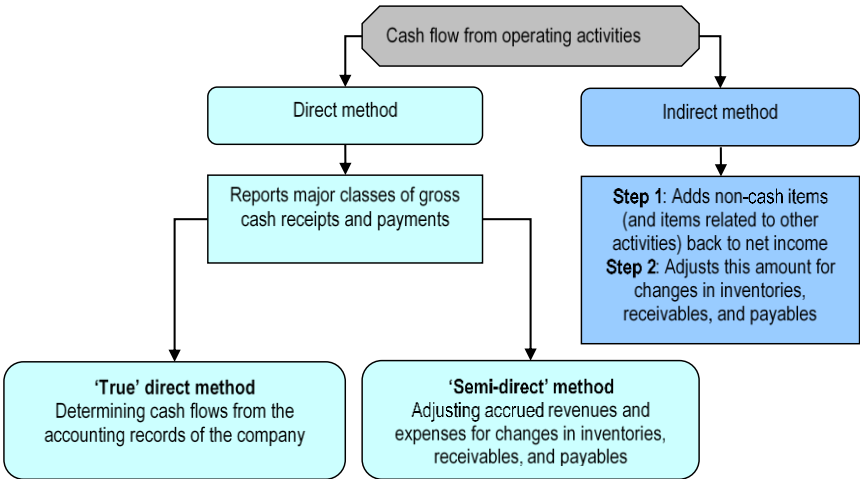 Cash flow from operating activities
Direct method
Indirect method
Reports major classes of gross
cash receipts and payments
Step 1: Adds non-cash items
(and items related to other
activities) back to net income
Step 2: Adjusts this amount for
changes in inventories,
receivables, and payables
‘True’ direct method
Determining cash flows from the
accounting records of the company
‘Semi-direct’ method
Adjusting accrued revenues and
expenses for changes in inventories,
receivables, and payables